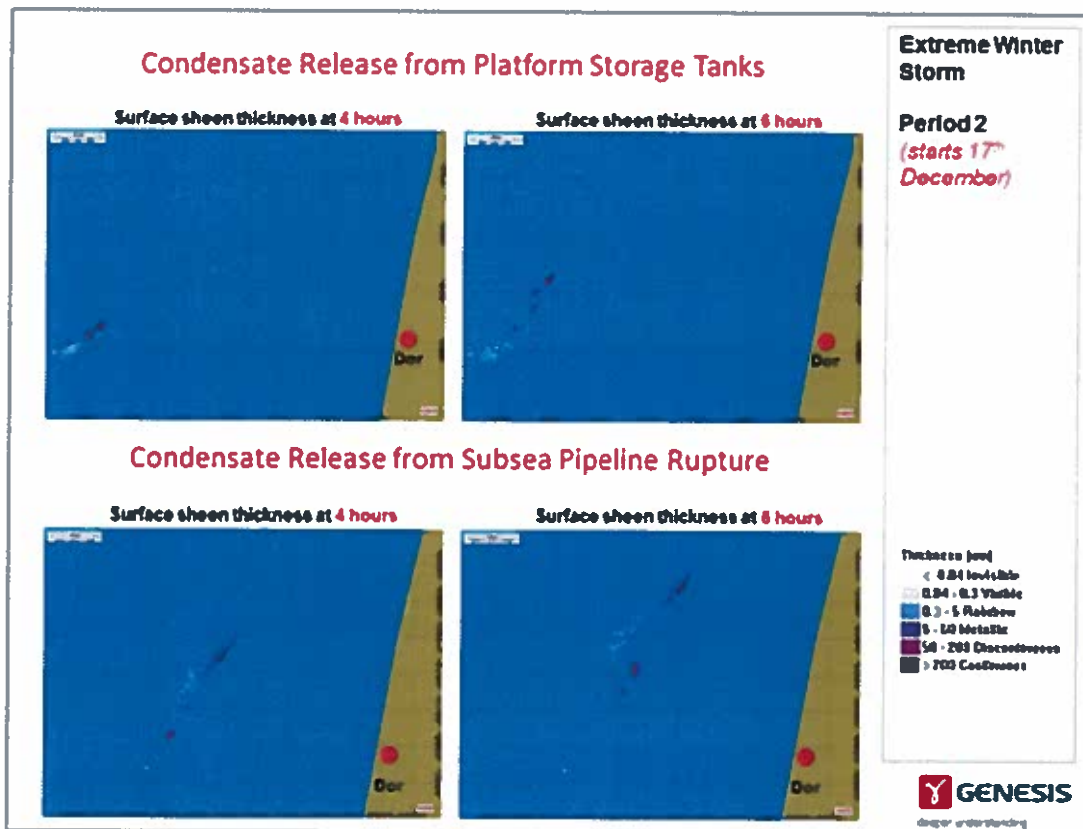 Condensate Release from Platform Storage Tanks
Surface sheen thickness at 4 hours
Surface sheen thickness at 6 hours
Dor
Dor
Condensate Release from Subsea Pipeline Rupture
Surface sheen thickness at 4 hours
Surface sheen thickness at 6 hours
Dor
Dor
Extreme Winter
Storm
Period 2
(starts 17th
December)
Thickness (um)
< 0.04 Invisible
0.04 - 0.3 Visible
0.3 - 5 Rainbow
5 - 50 Metallic
50 - 200 Discontinuous
> 200 Continuous
GENESIS
deeper understanding